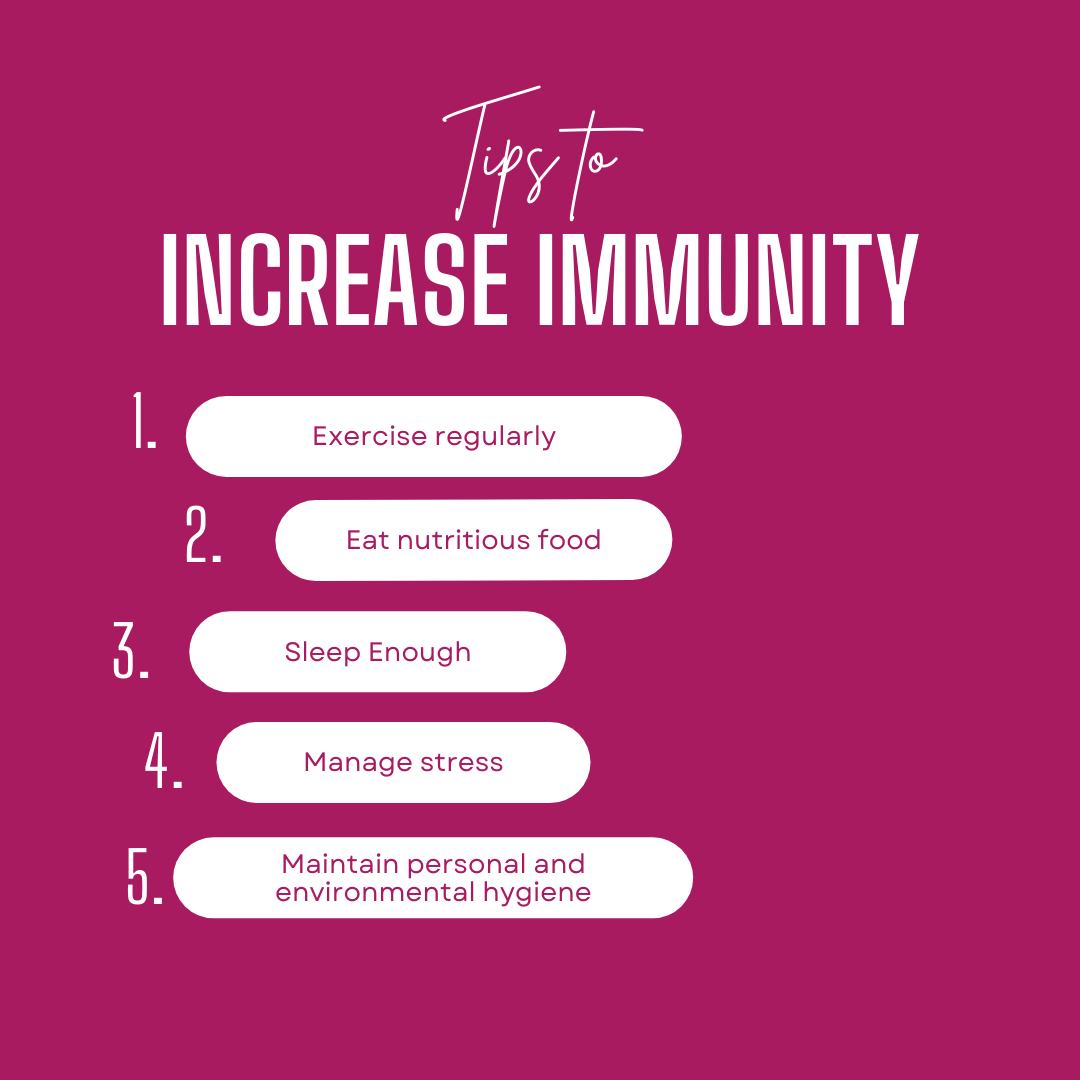 Tips to
INCREASE IMMUNITY
1. Exercise regularly
2. Eat nutritious food
3. Sleep Enough
4. Manage stress
5. Maintain personal and
environmental hygiene